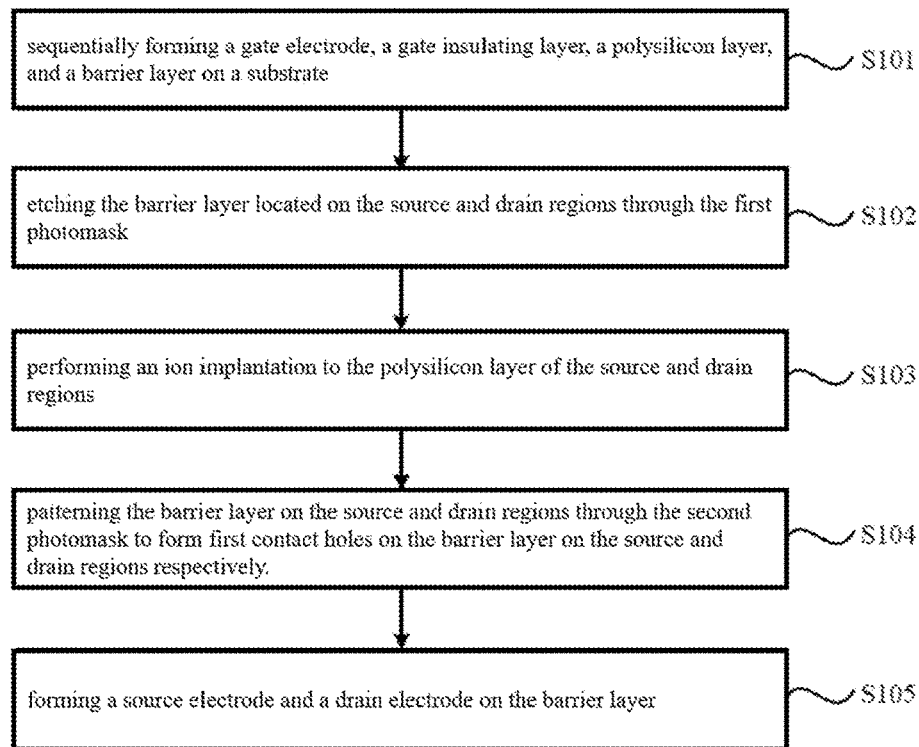 sequentially forming a gate electrode, a gate insulating layer, a polysilicon layer,
and a barrier layer on a substrate
S101
etching the barrier layer located on the source and drain regions through the first
photomask
S102
performing an ion implantation to the polysilicon layer of the source and drain
regions
S103
patterning the barrier layer on the source and drain regions through the second
photomask to form first contact holes on the barrier layer on the source and
drain regions respectively.
S104
forming a source electrode and a drain electrode on the barrier layer
S105